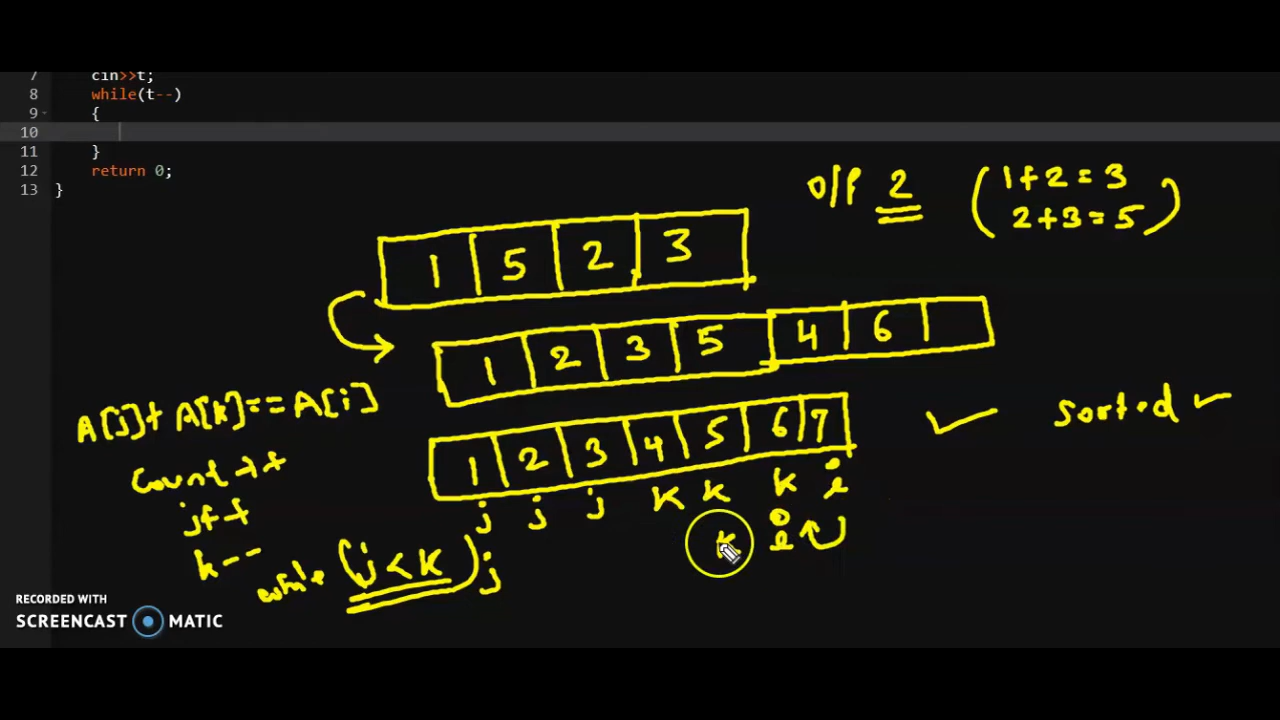 7 cin>>t;
8 while(t--)
9 {
10
11 }
12 return 0;
13 }
O/P 2 (1+2=3
2+3=5)
1 5 2 3
1 2 3 5 4 6
A[j]+ A[k]==A[i]
1 2 3 4 5 6 7
Sorted
Count++
j++
k--
while (j<k)
j j j k k k i
j k i
RECORDED WITH
SCREENCAST MATIC